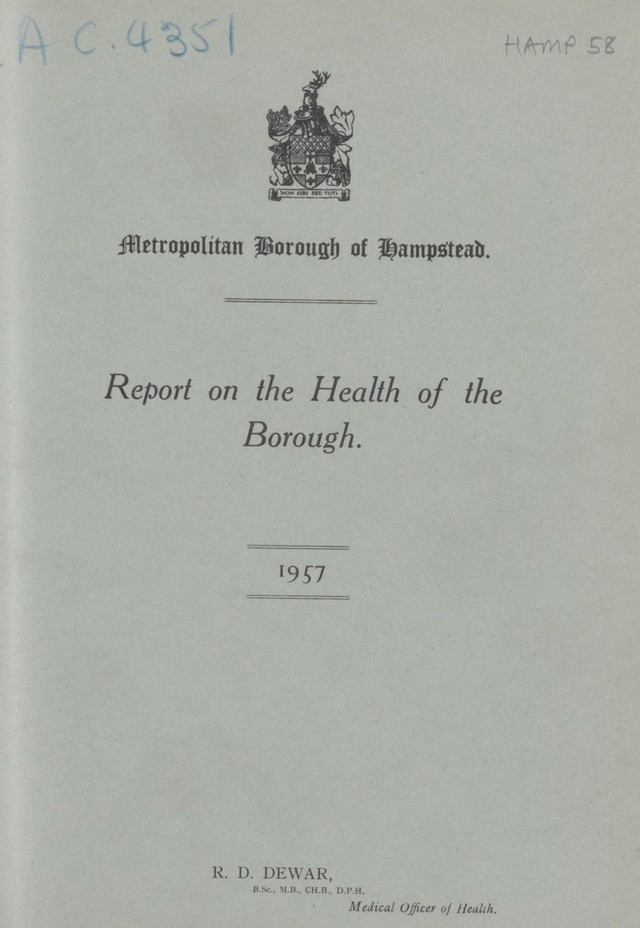 A C. 4351
HAMP 58
NON SIBI SED TOTI
Metropolitan Borough of Hampstead.
Report on the Health of the
Borough.
1957
R. D. DEWAR,
B.Sc., M.B., CH.B., D.P.H.
Medical Officer of Health.